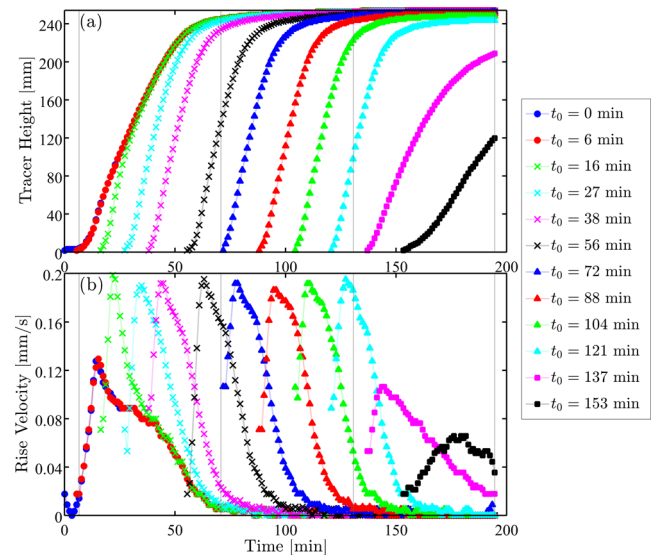 (a)
240
200
160
120
80
40
0
Tracer Height |mm|
0
50
100
150
200
(b)
0.2
0.16
0.12
0.08
0.04
0
Rise Velocity |mm/s|
0
50
100
150
200
Time |min|
t₀ = 0 min
t₀ = 6 min
t₀ = 16 min
t₀ = 27 min
t₀ = 38 min
t₀ = 56 min
t₀ = 72 min
t₀ = 88 min
t₀ = 104 min
t₀ = 121 min
t₀ = 137 min
t₀ = 153 min